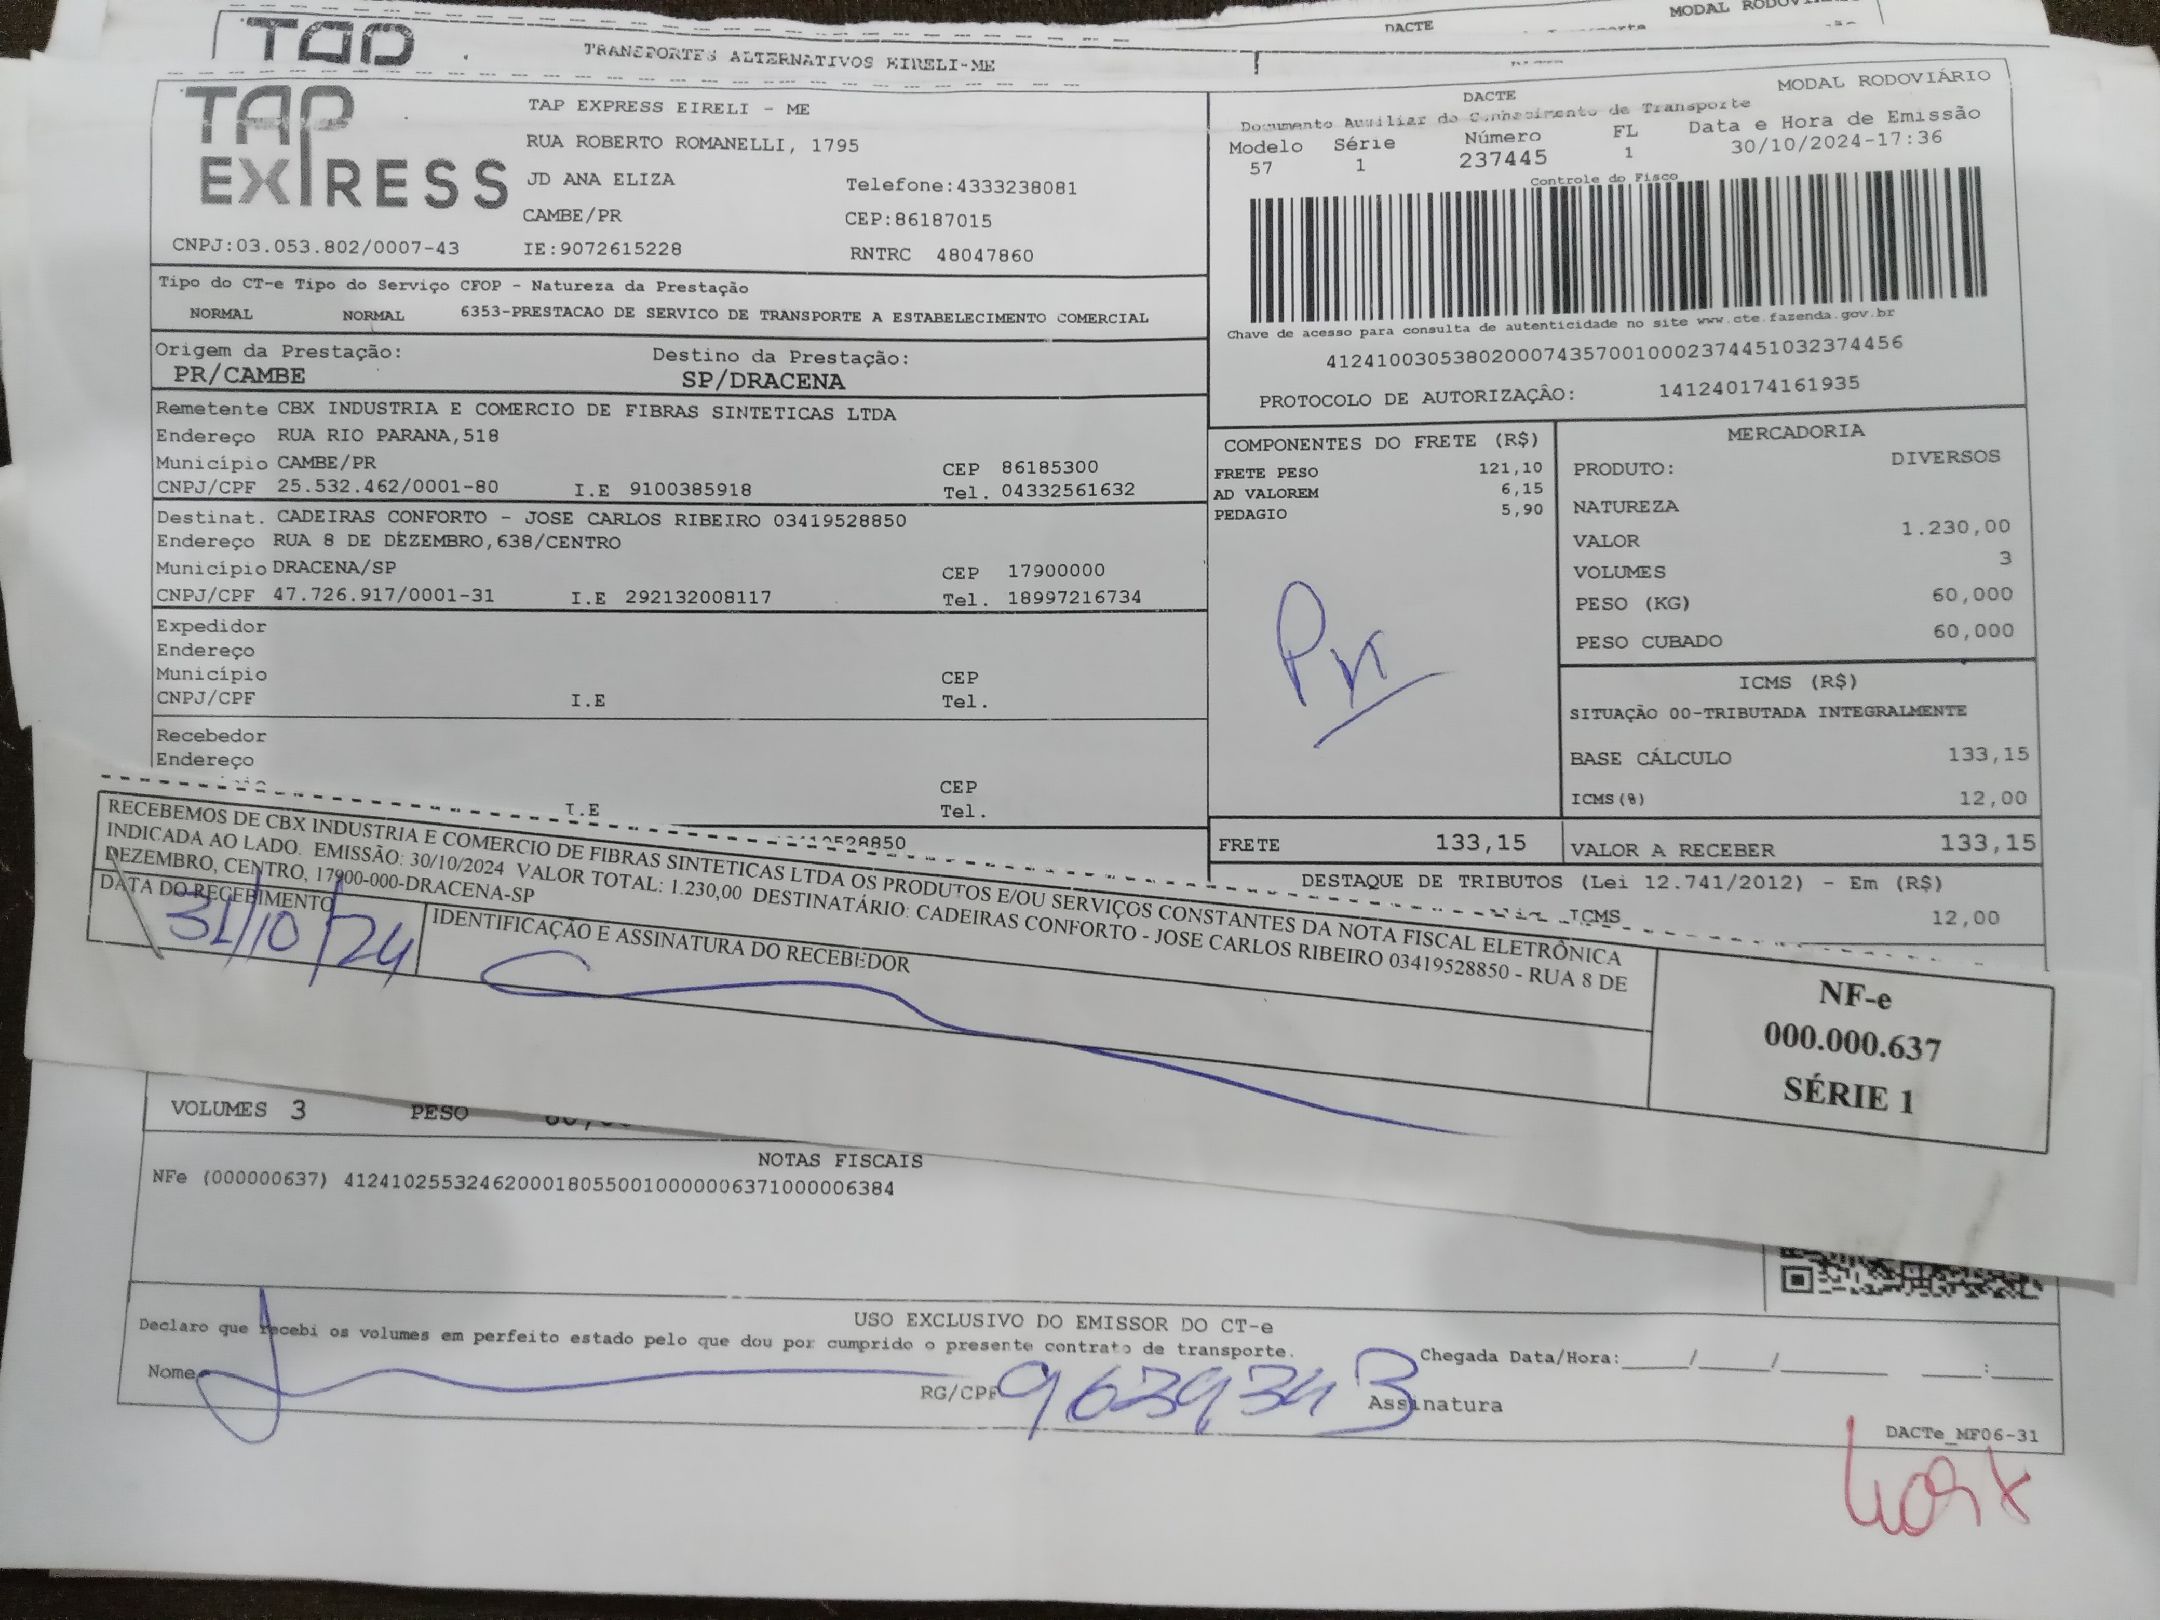 DACTE
MODAL RODOVIÁRIO
TAP
TRANSPORTES ALTERNATIVOS EIRELI-ME
TAP EXPRESS
TAP EXPRESS EIRELI - ME
RUA ROBERTO ROMANELLI, 1795
JD ANA ELIZA
Telefone:4333238081
CAMBE/PR
CEP:86187015
CNPJ:03.053.802/0007-43
IE:9072615228
RNTRC 48047860
DACTE
MODAL RODOVIÁRIO
Documento Auxiliar do Conhecimento de Transporte
Modelo Série Número FL Data e Hora de Emissão
57 1 237445 1 30/10/2024-17:36
Controle do Fisco
Chave de acesso para consulta de autenticidade no site www.cte.fazenda.gov.br
41241003053802000743570010002374451032374456
PROTOCOLO DE AUTORIZAÇÃO: 141240174161935
Tipo do CT-e Tipo do Serviço CFOP - Natureza da Prestação
NORMAL NORMAL 6353-PRESTACAO DE SERVICO DE TRANSPORTE A ESTABELECIMENTO COMERCIAL
Origem da Prestação: Destino da Prestação:
PR/CAMBE SP/DRACENA
Remetente CBX INDUSTRIA E COMERCIO DE FIBRAS SINTETICAS LTDA
Endereço RUA RIO PARANA,518
Município CAMBE/PR CEP 86185300
CNPJ/CPF 25.532.462/0001-80 I.E 9100385918 Tel. 04332561632
Destinat. CADEIRAS CONFORTO - JOSE CARLOS RIBEIRO 03419528850
Endereço RUA 8 DE DEZEMBRO,638/CENTRO
Município DRACENA/SP CEP 17900000
CNPJ/CPF 47.726.917/0001-31 I.E 292132008117 Tel. 18997216734
Expedidor
Endereço
Município CEP
CNPJ/CPF I.E Tel.
Recebedor
Endereço
CEP
I.E Tel.
COMPONENTES DO FRETE (R$)
FRETE PESO 121,10
AD VALOREM 6,15
PEDAGIO 5,90
MERCADORIA
PRODUTO: DIVERSOS
NATUREZA
VALOR 1.230,00
VOLUMES 3
PESO (KG) 60,000
PESO CUBADO 60,000
ICMS (R$)
SITUAÇÃO 00-TRIBUTADA INTEGRALMENTE
BASE CÁLCULO 133,15
ICMS(%) 12,00
FRETE 133,15
VALOR A RECEBER 133,15
DESTAQUE DE TRIBUTOS (Lei 12.741/2012) - Em (R$)
ICMS 12,00
RECEBEMOS DE CBX INDUSTRIA E COMERCIO DE FIBRAS SINTETICAS LTDA OS PRODUTOS E/OU SERVIÇOS CONSTANTES DA NOTA FISCAL ELETRÔNICA
INDICADA AO LADO. EMISSÃO: 30/10/2024 VALOR TOTAL: 1.230,00 DESTINATÁRIO: CADEIRAS CONFORTO - JOSE CARLOS RIBEIRO 03419528850 - RUA 8 DE
DEZEMBRO, CENTRO, 17900-000-DRACENA-SP
DATA DO RECEBIMENTO
31/10/24
IDENTIFICAÇÃO E ASSINATURA DO RECEBEDOR
NF-e
000.000.637
SÉRIE 1
VOLUMES 3 PESO
NOTAS FISCAIS
NFe (000000637) 41241025532462000180550010000006371000006384
USO EXCLUSIVO DO EMISSOR DO CT-e
Declaro que recebi os volumes em perfeito estado pelo que dou por cumprido o presente contrato de transporte.
Chegada Data/Hora:____/____/______ ___:____
Nome RG/CPF 9639343 Assinatura
DACTe_MF06-31